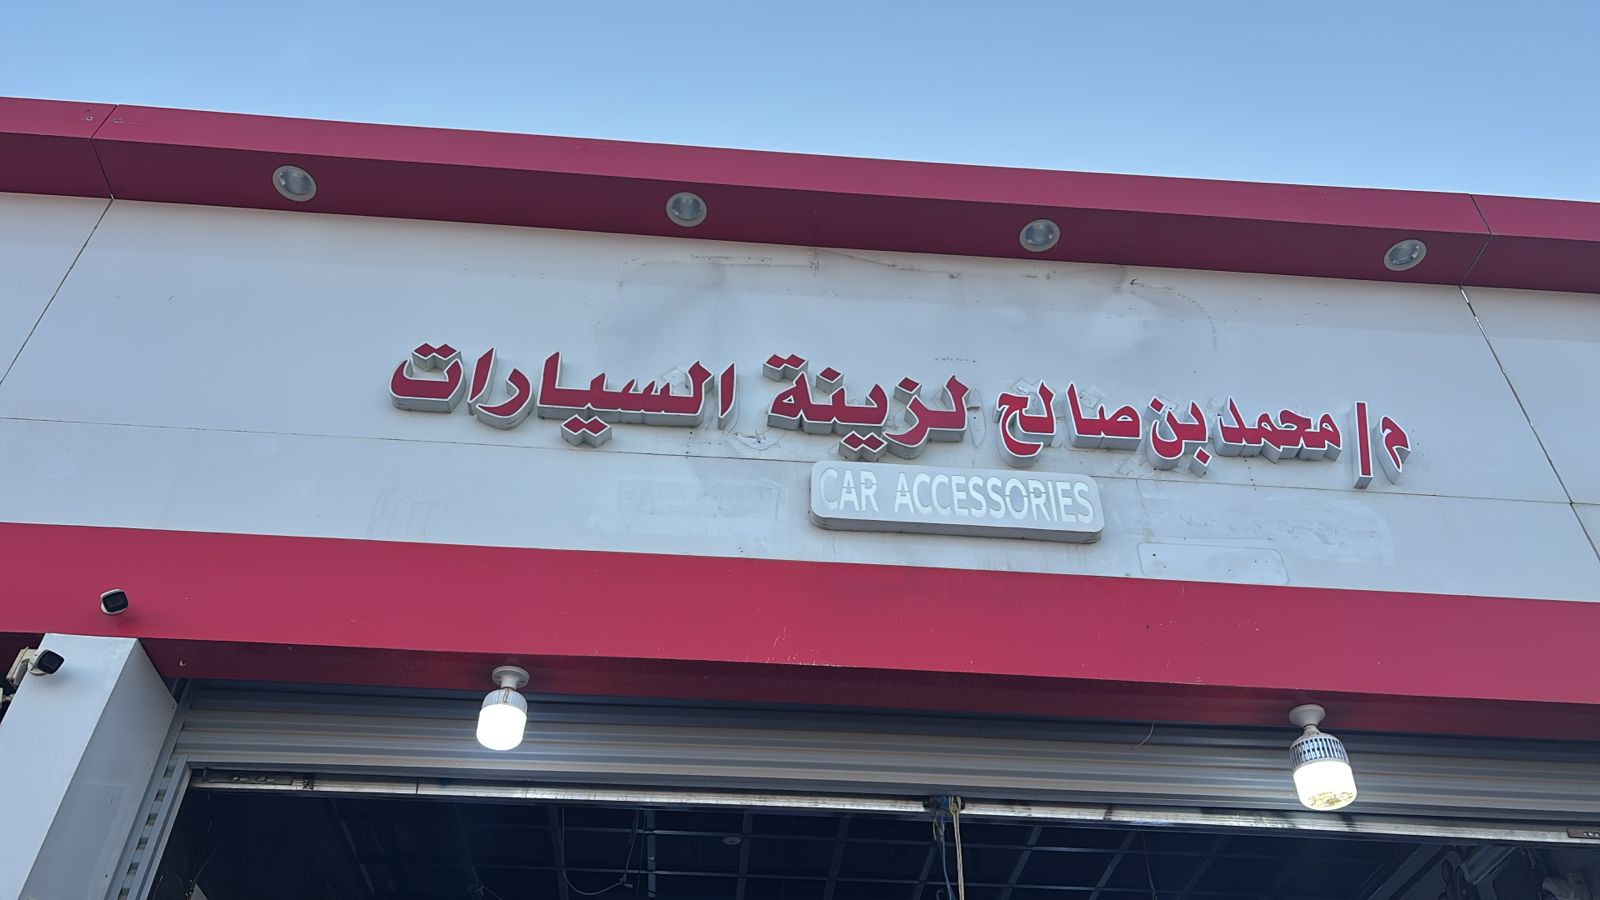 م/ محمد بن صالح لزينة السيارات
CAR ACCESSORIES